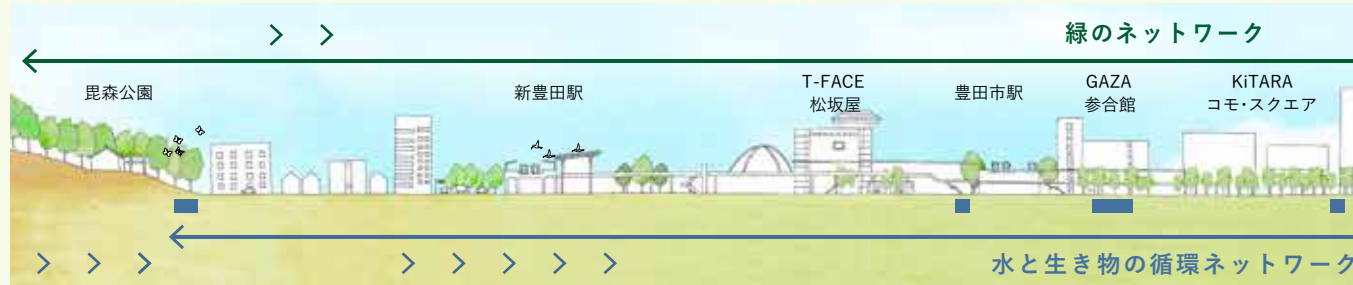 緑のネットワーク
昆森公園
新豊田駅
T-FACE
松坂屋
豊田市駅
GAZA
参合館
KiTARA
コモ・スクエア
水と生き物の循環ネットワーク